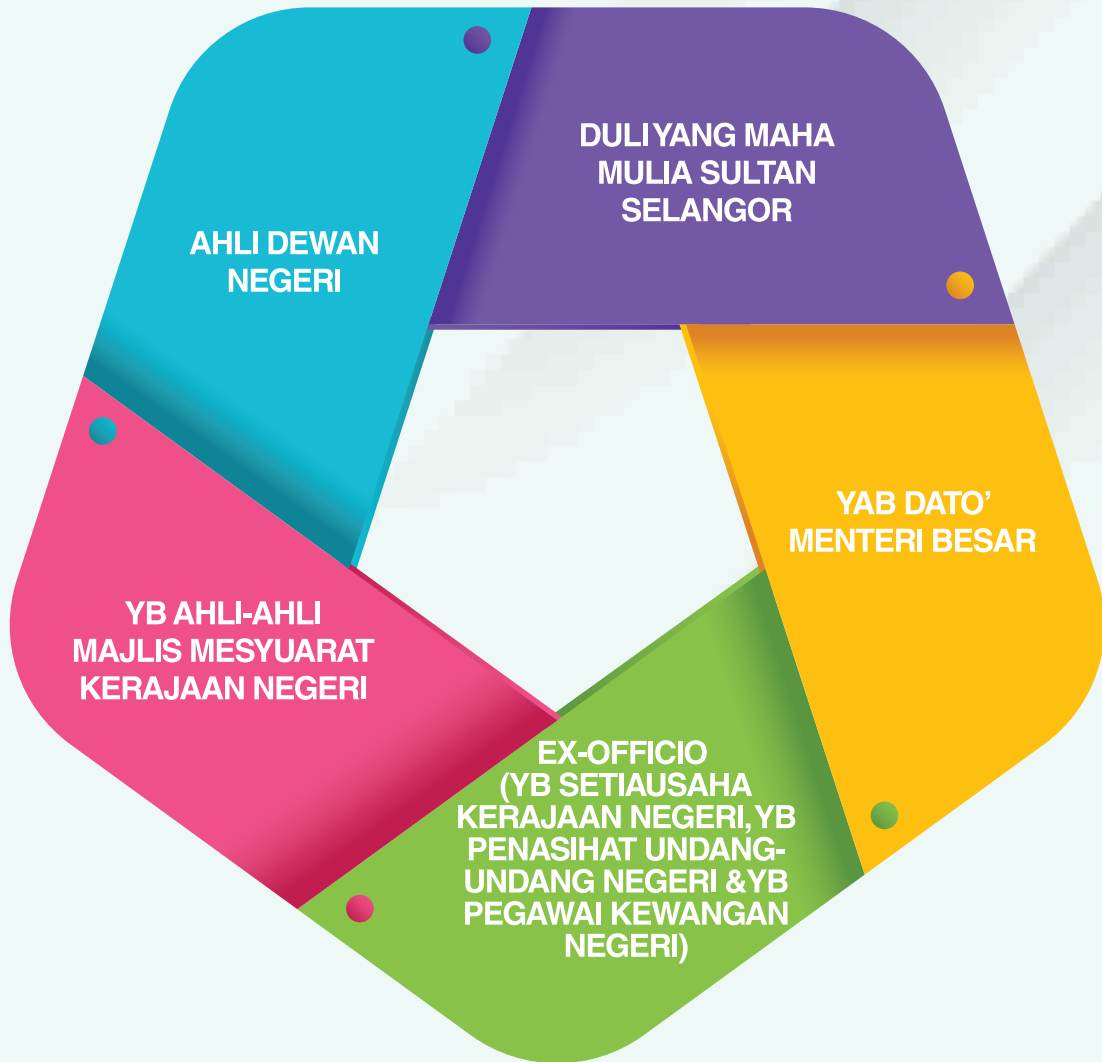 DULI YANG MAHA
MULIA SULTAN
SELANGOR
AHLI DEWAN
NEGERI
YAB DATO'
MENTERI BESAR
YB AHLI-AHLI
MAJLIS MESYUARAT
KERAJAAN NEGERI
EX-OFFICIO
(YB SETIAUSAHA
KERAJAAN NEGERI, YB
PENASIHAT UNDANG-
UNDANG NEGERI & YB
PEGAWAI KEWANGAN
NEGERI)